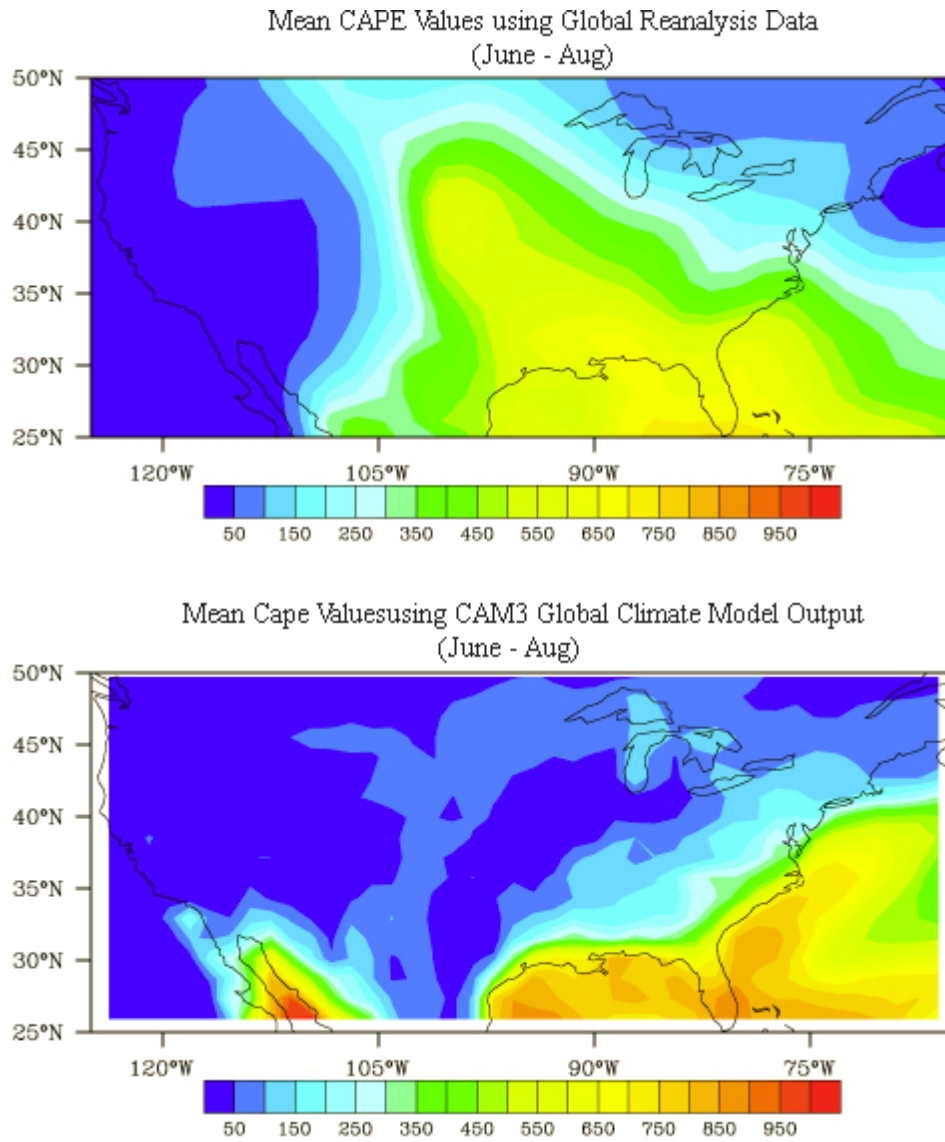 Mean CAPE Values using Global Reanalysis Data
(June - Aug)
50°N
45°N
40°N
35°N
30°N
25°N
120°W 105°W 90°W 75°W
50 150 250 350 450 550 650 750 850 950
Mean Cape Valuesusing CAM3 Global Climate Model Output
(June - Aug)
50°N
45°N
40°N
35°N
30°N
25°N
120°W 105°W 90°W 75°W
50 150 250 350 450 550 650 750 850 950